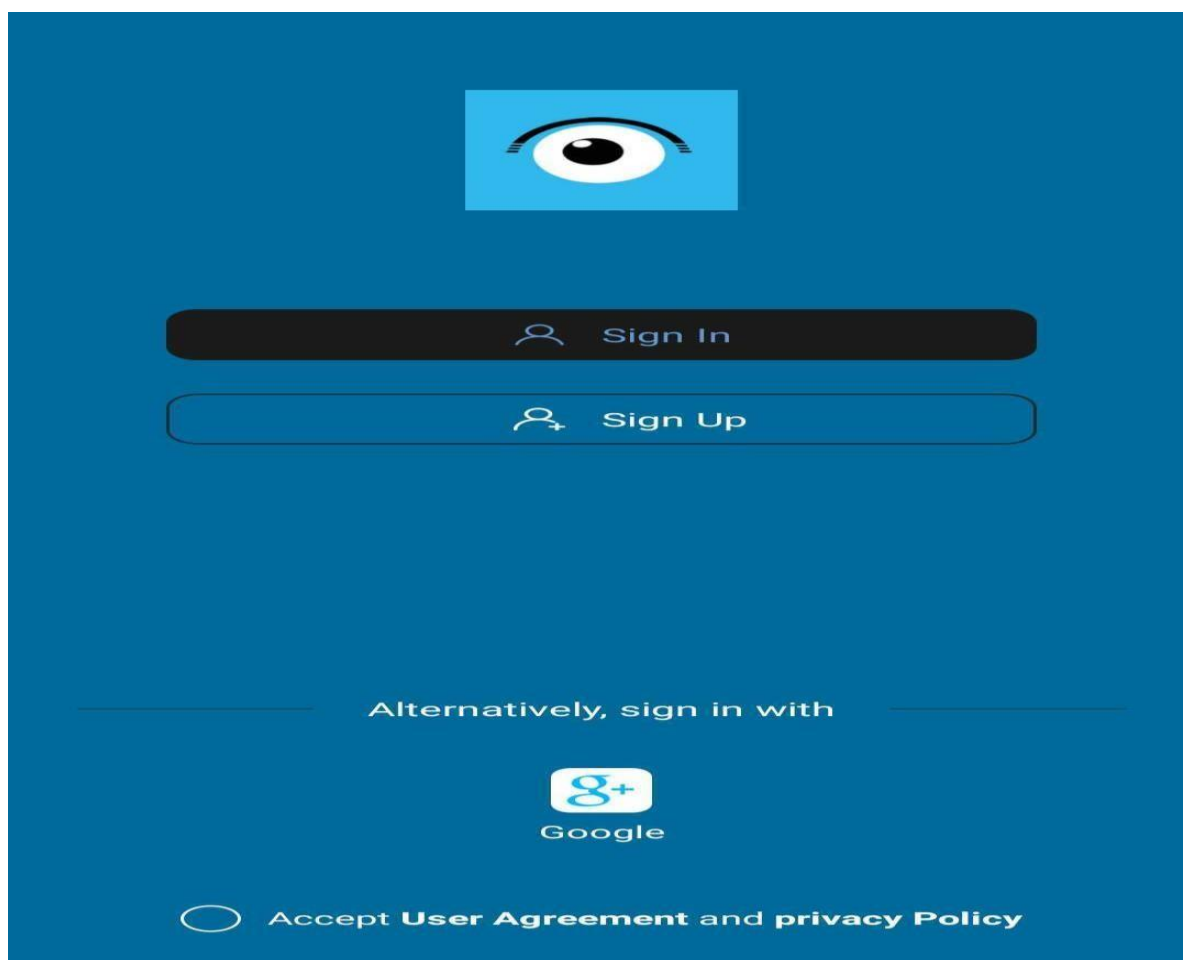 Sign In
Sign Up
Alternatively, sign in with
g+
Google
Accept User Agreement and privacy Policy